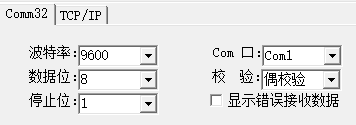 Comm32 TCP/IP
波特率: 9600 Com 口: Com1
数据位: 8 校 验: 偶校验
停止位: 1 显示错误接收数据